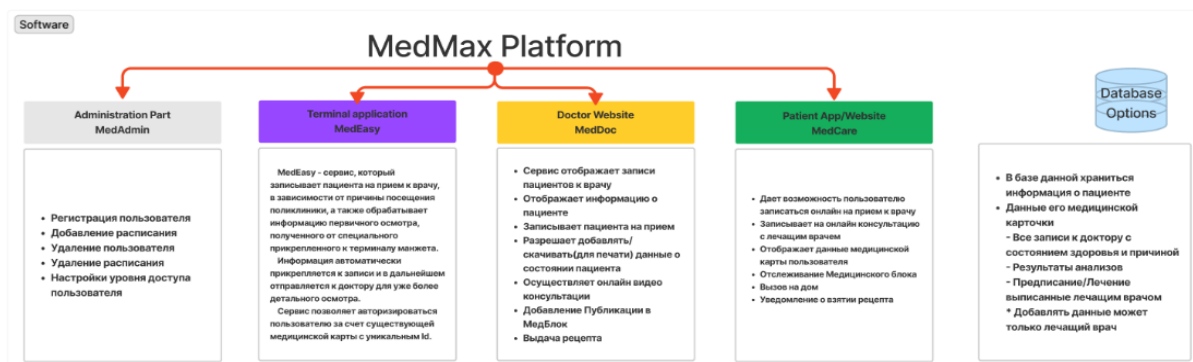 Software
MedMax Platform
Administration Part
MedAdmin
• Регистрация пользователя
• Добавление расписания
• Удаление пользователя
• Удаление расписания
• Настройки уровня доступа
пользователя
Terminal application
MedEasy
MedEasy - сервис, который
записывает пациента на прием к врачу,
в зависимости от причины посещения
поликлиники, а также обрабатывает
информацию первичного осмотра,
полученного от специального
прикрепленного к терминалу манжета.
Информация автоматически
прикрепляется к записи и в дальнейшем
отправляется к доктору для уже более
детального осмотра.
Сервис позволяет авторизироваться
пользователю за счет существующей
медицинской карты с уникальным Id.
Doctor Website
MedDoc
• Сервис отображает записи
пациентов к врачу
• Отображает информацию о
пациенте
• Записывает пациента на прием
• Разрешает добавлять/
скачивать(для печати) данные о
состоянии пациента
• Осуществляет онлайн видео
консультации
• Добавление Публикации в
МедБлок
• Выдача рецепта
Patient App/Website
MedCare
• Дает возможность пользователю
записаться онлайн на прием к врачу
• Записывает на онлайн консультацию
с лечащим врачем
• Отображает данные медицинской
карты пользователя
• Отслеживание Медицинского блока
• Вызов на дом
• Уведомление о взятии рецепта
Database
Options
• В базе данной храниться
информация о пациенте
• Данные его медицинской
карточки
- Все записи к доктору с
состоянием здоровья и причиной
- Результаты анализов
- Предписание/Лечение
выписанные лечащим врачом
* Добавлять данные может
только лечащий врач